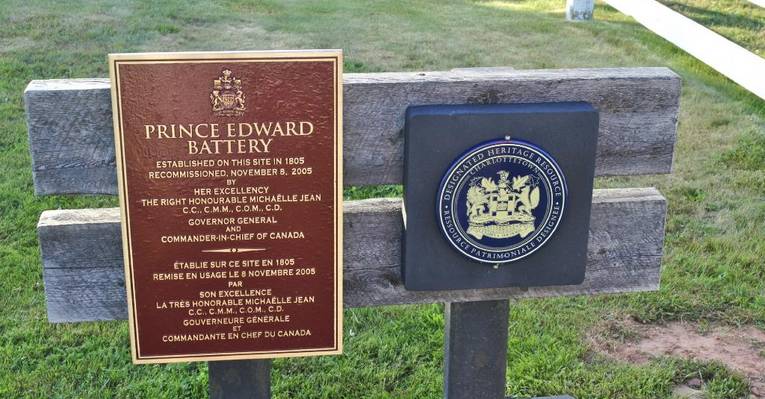 PRINCE EDWARD
BATTERY
ESTABLISHED ON THIS SITE IN 1805
RECOMMISSIONED, NOVEMBER 8, 2005
BY
HER EXCELLENCY
THE RIGHT HONOURABLE MICHAËLLE JEAN
C.C., C.M.M., C.O.M., C.D.
GOVERNOR GENERAL
AND
COMMANDER-IN-CHIEF OF CANADA
ÉTABLIE SUR CE SITE EN 1805
REMISE EN USAGE LE 8 NOVEMBRE 2005
PAR
SON EXCELLENCE
LA TRÈS HONORABLE MICHAËLLE JEAN
C.C., C.M.M., C.O.M., C.D.
GOUVERNEURE GÉNÉRALE
ET
COMMANDANTE EN CHEF DU CANADA
DESIGNATED HERITAGE RESOURCE
CHARLOTTETOWN
RESSOURCE PATRIMONIALE DESIGNÉE